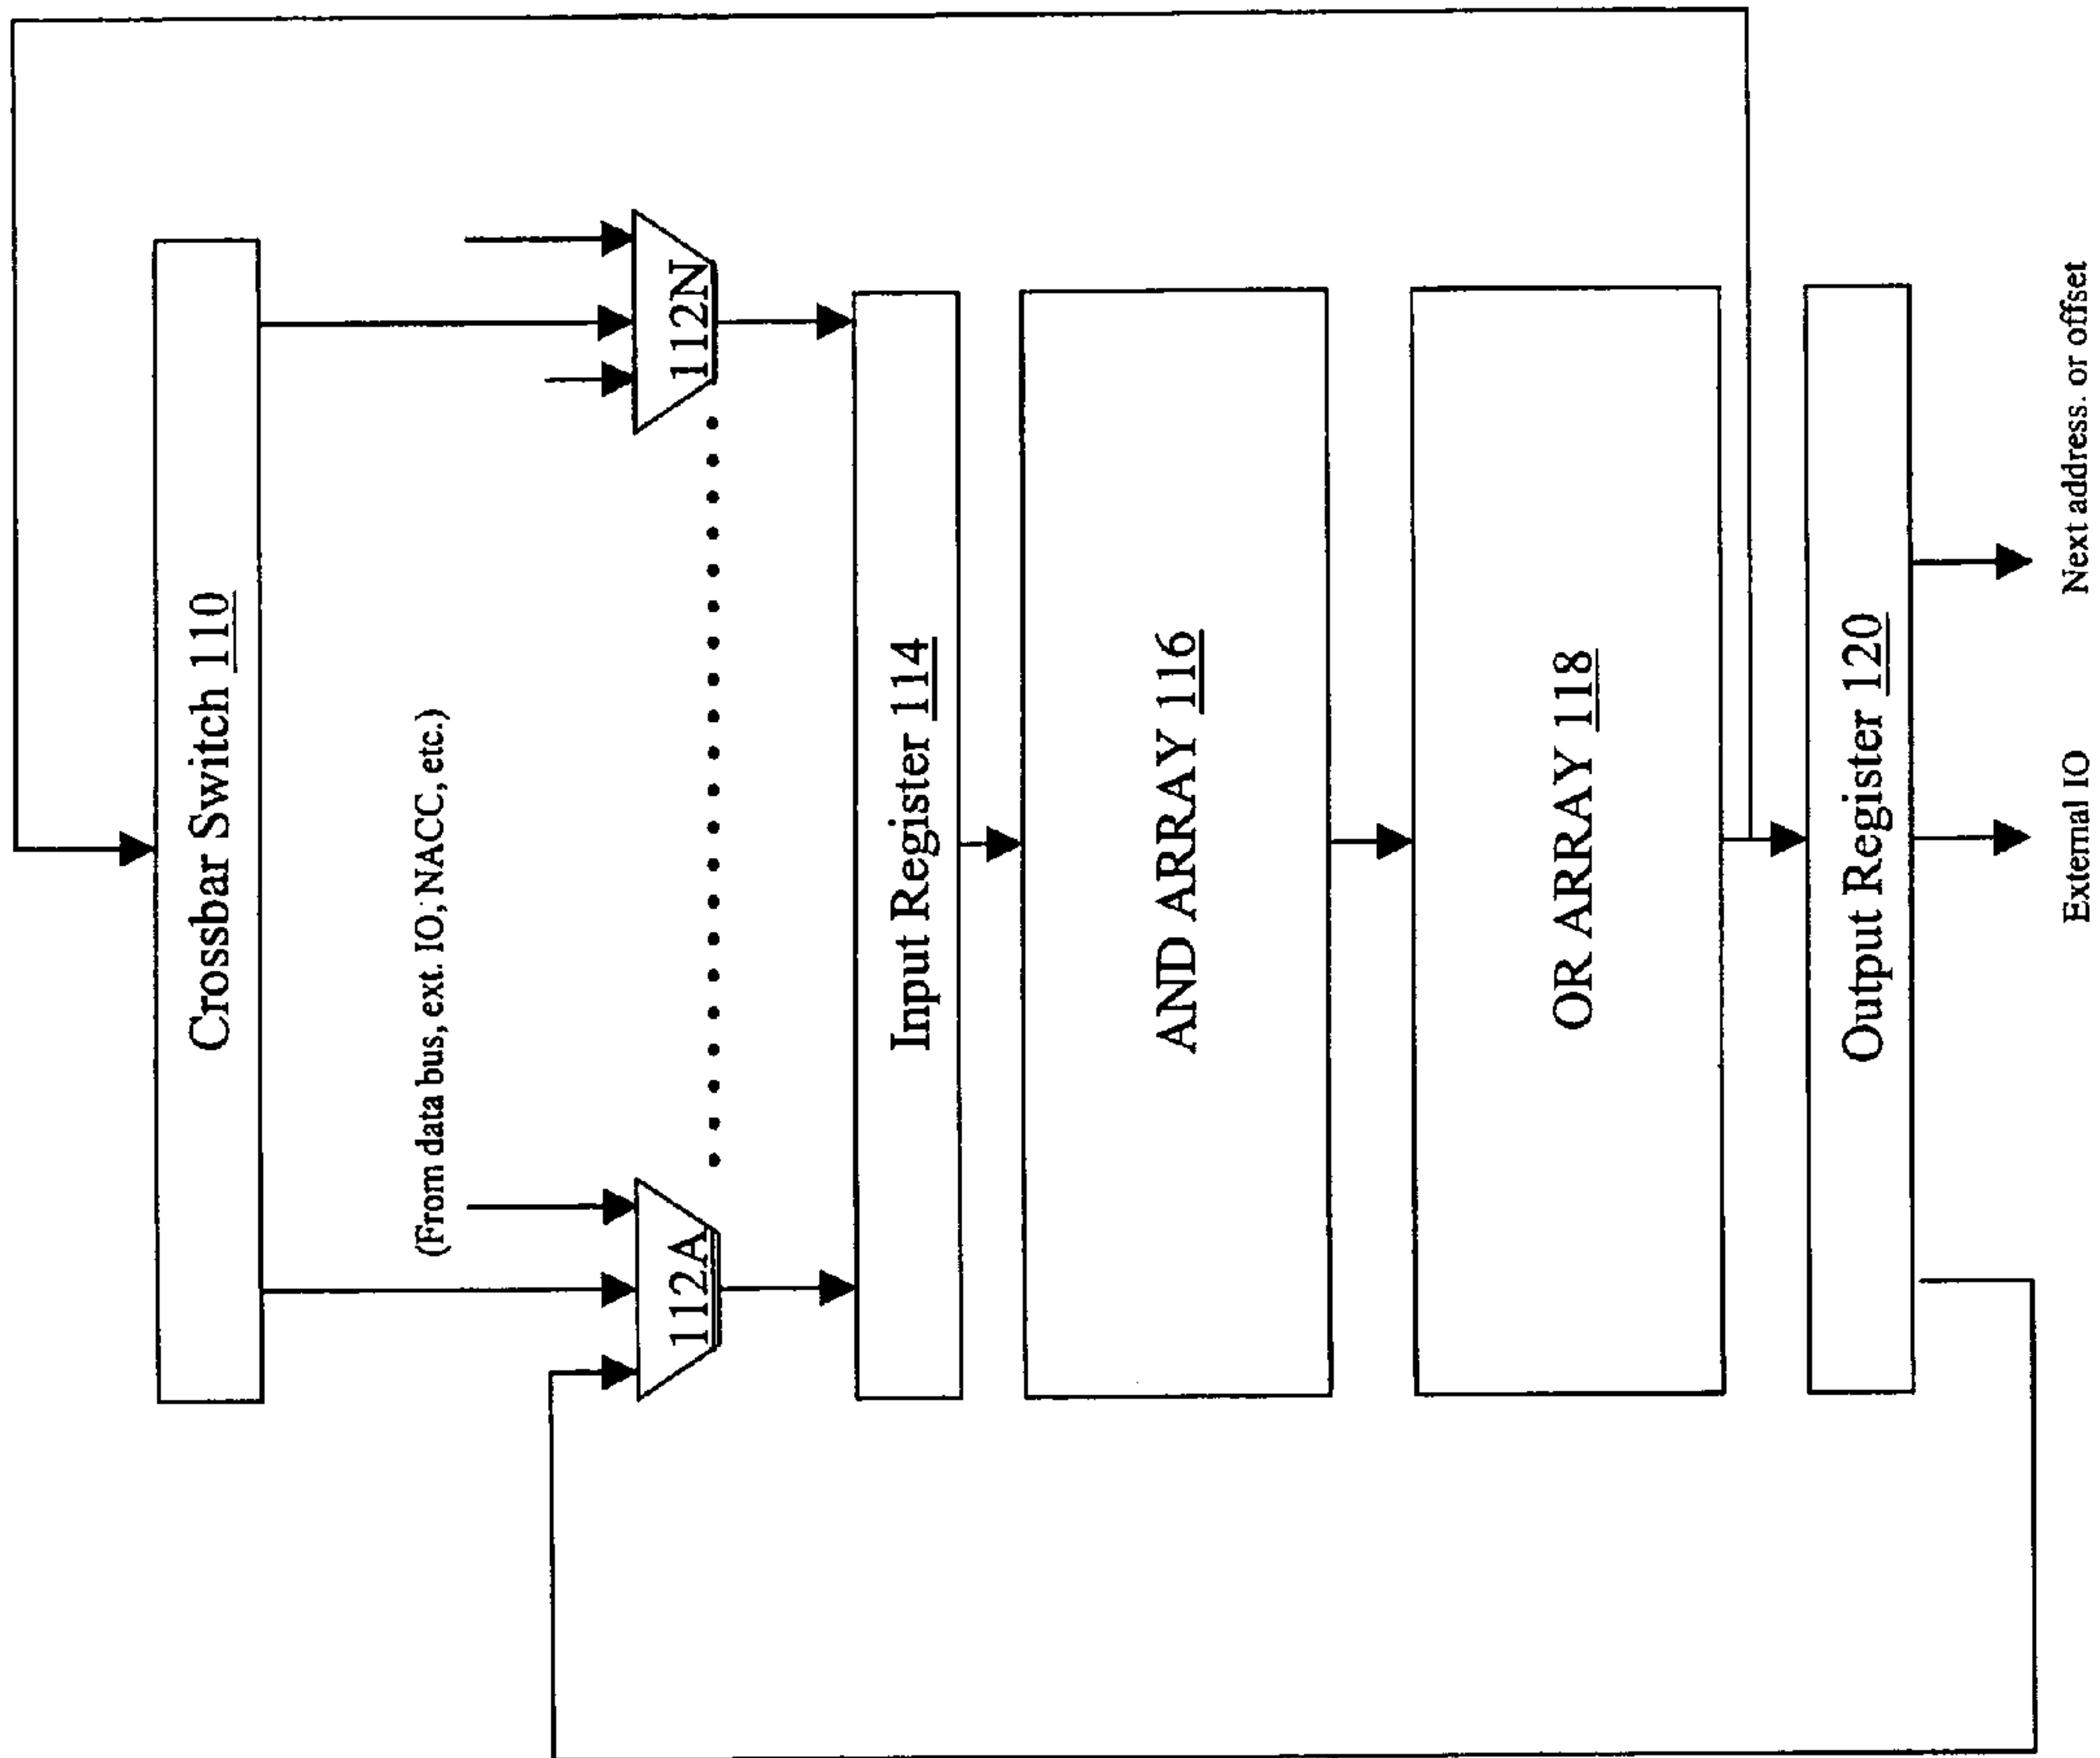 Crossbar Switch 110
(From data bus, ext. IO, NACC, etc.)
112A
112N
Input Register 114
AND ARRAY 116
OR ARRAY 118
Output Register 120
External IO
Next address. or offset